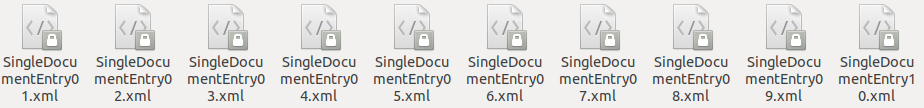 SingleDocu SingleDocu SingleDocu SingleDocu SingleDocu SingleDocu SingleDocu SingleDocu SingleDocu SingleDocu
mentEntry0 mentEntry0 mentEntry0 mentEntry0 mentEntry0 mentEntry0 mentEntry0 mentEntry0 mentEntry0 mentEntry1
1.xml 2.xml 3.xml 4.xml 5.xml 6.xml 7.xml 8.xml 9.xml 0.xml